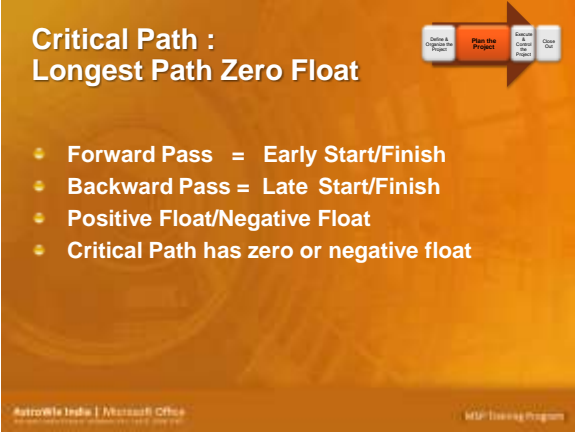 Critical Path :
Longest Path Zero Float
Define &
Organize the
Project
Plan the
Project
Execute
&
Control
the
Project
Close
Out
Forward Pass = Early Start/Finish
Backward Pass = Late Start/Finish
Positive Float/Negative Float
Critical Path has zero or negative float
AstroWix India | Microsoft Office
MSP Training Program